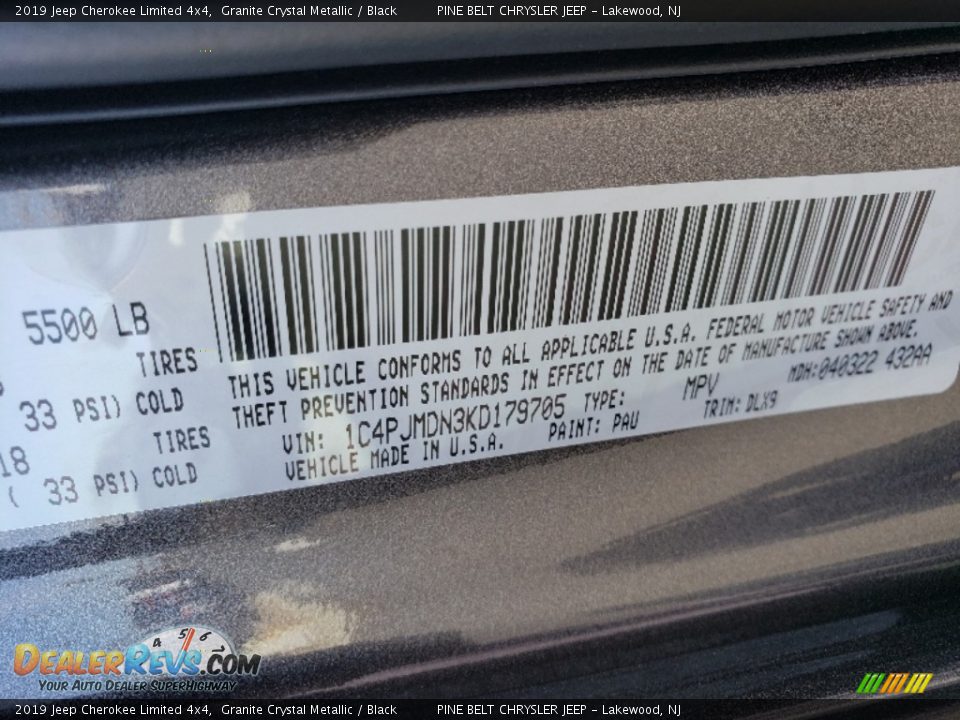 2019 Jeep Cherokee Limited 4x4, Granite Crystal Metallic / Black PINE BELT CHRYSLER JEEP - Lakewood, NJ
5500 LB
TIRES
33 PSI) COLD
18 TIRES
( 33 PSI) COLD
THIS VEHICLE CONFORMS TO ALL APPLICABLE U.S.A. FEDERAL MOTOR VEHICLE SAFETY AND
THEFT PREVENTION STANDARDS IN EFFECT ON THE DATE OF MANUFACTURE SHOWN ABOVE.
VIN: 1C4PJMDN3KD179705 TYPE: MPV MDH: 040322 432AA
VEHICLE MADE IN U.S.A. PAINT: PAU TRIM: DLX9
4 5 6
DEALERREVS.COM
YOUR AUTO DEALER SUPERHIGHWAY
2019 Jeep Cherokee Limited 4x4, Granite Crystal Metallic / Black PINE BELT CHRYSLER JEEP - Lakewood, NJ